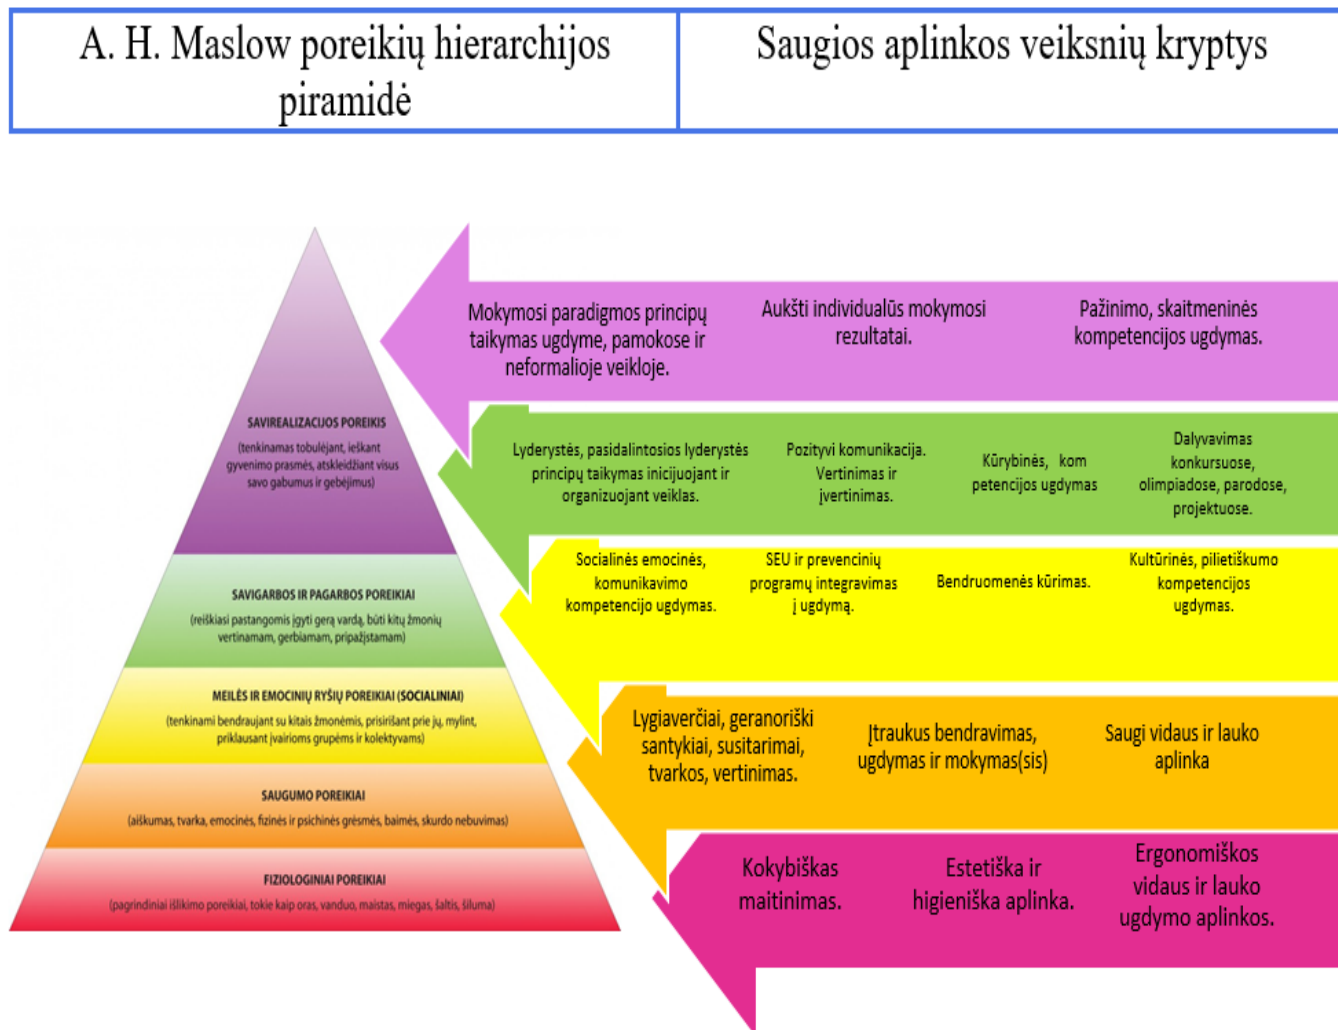 A. H. Maslow poreikių hierarchijos
piramidė
Saugios aplinkos veiksnių kryptys
SAVIREALIZACIJOS POREIKIS
(tenkinamas tobulėjant, ieškant
gyvenimo prasmės, atskleidžiant visus
savo gabumus ir gebėjimus)
SAVIGARBOS IR PAGARBOS POREIKIAI
(reiškiasi pastangomis įgyti gerą vardą, būti kitų žmonių
vertinamam, gerbiamam, pripažįstamam)
MEILĖS IR EMOCINIŲ RYŠIŲ POREIKIAI (SOCIALINIAI)
(tenkinami bendraujant su kitais žmonėmis, prisirišant prie jų, mylint,
priklausant įvairioms grupėms ir kolektyvams)
SAUGUMO POREIKIAI
(aiškumas, tvarka, emocinės, fizinės ir psichinės grėsmės, baimės, skurdo nebuvimas)
FIZIOLOGINIAI POREIKIAI
(pagrindiniai išlikimo poreikiai, tokie kaip oras, vanduo, maistas, miegas, šaltis, šiluma)
Mokymosi paradigmos principų
taikymas ugdyme, pamokose ir
neformalioje veikloje.
Aukšti individualūs mokymosi
rezultatai.
Pažinimo, skaitmeninės
kompetencijos ugdymas.
Lyderystės, pasidalintosios lyderystės
principų taikymas inicijuojant ir
organizuojant veiklas.
Pozityvi komunikacija.
Vertinimas ir
įvertinimas.
Kūrybinės, kom
petencijos ugdymas
Dalyvavimas
konkursuose,
olimpiadose, parodose,
projektuose.
Socialinės emocinės,
komunikavimo
kompetencijo ugdymas.
SEU ir prevencinių
programų integravimas
į ugdymą.
Bendruomenės kūrimas.
Kultūrinės, pilietiškumo
kompetencijos
ugdymas.
Lygiaverčiai, geranoriški
santykiai, susitarimai,
tvarkos, vertinimas.
Įtraukus bendravimas,
ugdymas ir mokymas(sis)
Saugi vidaus ir lauko
aplinka
Kokybiškas
maitinimas.
Estetiška ir
higieniška aplinka.
Ergonomiškos
vidaus ir lauko
ugdymo aplinkos.